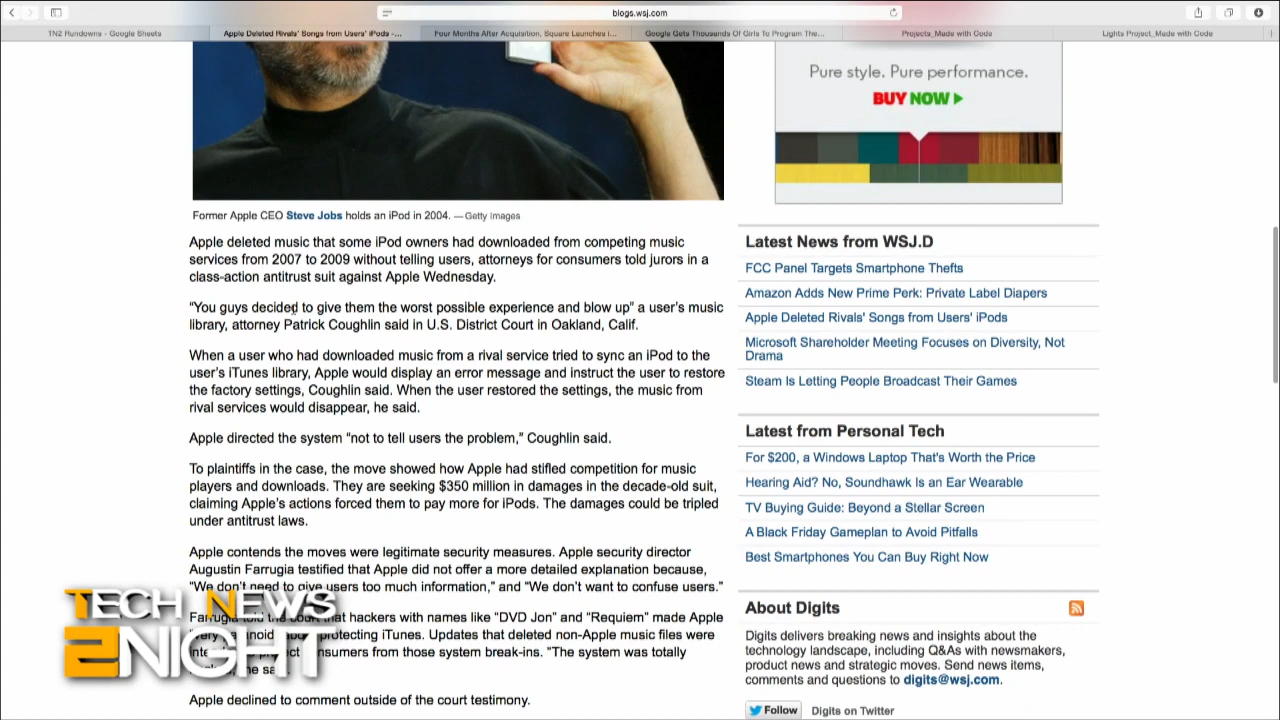 blogs.wsj.com
TN2 Rundowns - Google Sheets
Apple Deleted Rivals' Songs from Users' iPods -...
Four Months After Acquisition, Square Launches i...
Google Gets Thousands Of Girls To Program The...
Projects_Made with Code
Lights Project_Made with Code
Pure style. Pure performance.
BUY NOW
Former Apple CEO Steve Jobs holds an iPod in 2004. — Getty Images
Apple deleted music that some iPod owners had downloaded from competing music
services from 2007 to 2009 without telling users, attorneys for consumers told jurors in a
class-action antitrust suit against Apple Wednesday.
“You guys decided to give them the worst possible experience and blow up” a user’s music
library, attorney Patrick Coughlin said in U.S. District Court in Oakland, Calif.
When a user who had downloaded music from a rival service tried to sync an iPod to the
user’s iTunes library, Apple would display an error message and instruct the user to restore
the factory settings, Coughlin said. When the user restored the settings, the music from
rival services would disappear, he said.
Apple directed the system “not to tell users the problem,” Coughlin said.
To plaintiffs in the case, the move showed how Apple had stifled competition for music
players and downloads. They are seeking $350 million in damages in the decade-old suit,
claiming Apple’s actions forced them to pay more for iPods. The damages could be tripled
under antitrust laws.
Apple contends the moves were legitimate security measures. Apple security director
Augustin Farrugia testified that Apple did not offer a more detailed explanation because,
“We don’t need to give users too much information,” and “We don’t want to confuse users.”
Farrugia told the court that hackers with names like “DVD Jon” and “Requiem” made Apple
protecting iTunes. Updates that deleted non-Apple music files were
consumers from those system break-ins. "The system was totally
he said.
Apple declined to comment outside of the court testimony.
TECH NEWS
2NIGHT
Latest News from WSJ.D
FCC Panel Targets Smartphone Thefts
Amazon Adds New Prime Perk: Private Label Diapers
Apple Deleted Rivals' Songs from Users' iPods
Microsoft Shareholder Meeting Focuses on Diversity, Not
Drama
Steam Is Letting People Broadcast Their Games
Latest from Personal Tech
For $200, a Windows Laptop That's Worth the Price
Hearing Aid? No, Soundhawk Is an Ear Wearable
TV Buying Guide: Beyond a Stellar Screen
A Black Friday Gameplan to Avoid Pitfalls
Best Smartphones You Can Buy Right Now
About Digits
Digits delivers breaking news and insights about the
technology landscape, including Q&As with newsmakers,
product news and strategic moves. Send news items,
comments and questions to digits@wsj.com.
Follow
Digits on Twitter